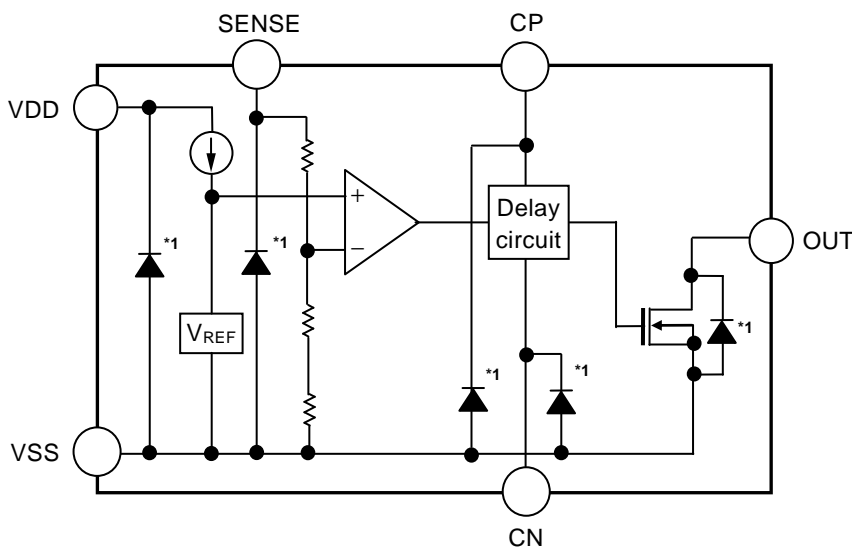 SENSE
CP
VDD
*1
*1
+
−
Delay
circuit
OUT
VREF
*1
*1
*1
VSS
CN